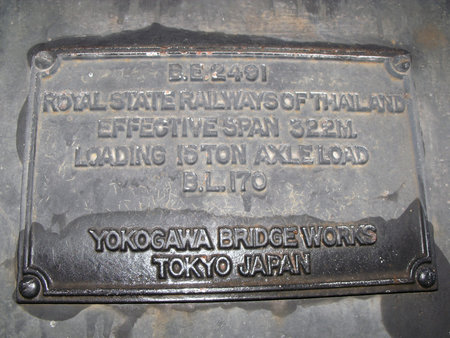 B.E. 2491
ROYAL STATE RAILWAYS OF THAILAND
EFFECTIVE SPAN 32.2M.
LOADING 15 TON AXLE LOAD
B.L. 170
YOKOGAWA BRIDGE WORKS
TOKYO JAPAN